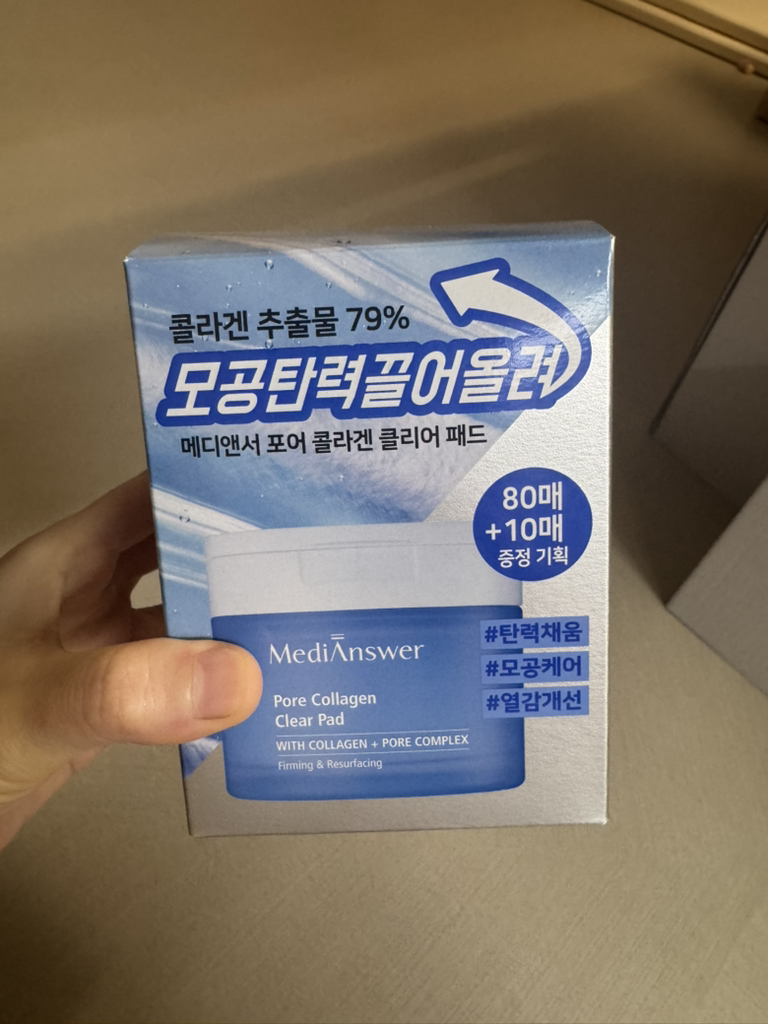 콜라겐 추출물 79%
모공탄력끌어올려
메디앤서 포어 콜라겐 클리어 패드
80매
+10매
증정 기획
MediAnswer
#탄력채움
#모공케어
#열감개선
Pore Collagen
Clear Pad
WITH COLLAGEN + PORE COMPLEX
Firming & Resurfacing